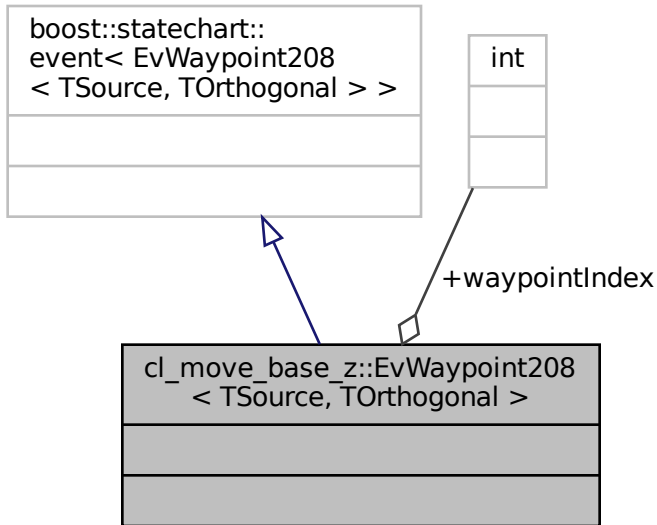 boost::statechart::
event< EvWaypoint208
< TSource, TOrthogonal > >
int
+waypointIndex
cl_move_base_z::EvWaypoint208
< TSource, TOrthogonal >